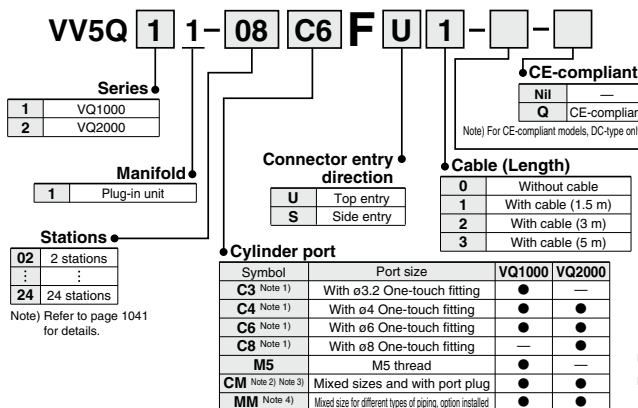 VV5Q 1 1 - 08 C6 F U 1 - -
CE-compliant
Nil —
Q CE-complian
Note) For CE-compliant models, DC-type onl
Series
1 VQ1000
2 VQ2000
Manifold
1 Plug-in unit
Stations
02 2 stations
⋮ ⋮
24 24 stations
Note) Refer to page 1041
for details.
Connector entry
direction
U Top entry
S Side entry
Cable (Length)
0 Without cable
1 With cable (1.5 m)
2 With cable (3 m)
3 With cable (5 m)
Cylinder port
Symbol Port size VQ1000 VQ2000
C3 Note 1) With ø3.2 One-touch fitting ● —
C4 Note 1) With ø4 One-touch fitting ● ●
C6 Note 1) With ø6 One-touch fitting ● ●
C8 Note 1) With ø8 One-touch fitting — ●
M5 M5 thread ● —
CM Note 2) Note 3) Mixed sizes and with port plug ● ●
MM Note 4) Mixed size for different types of piping, option installed ● ●